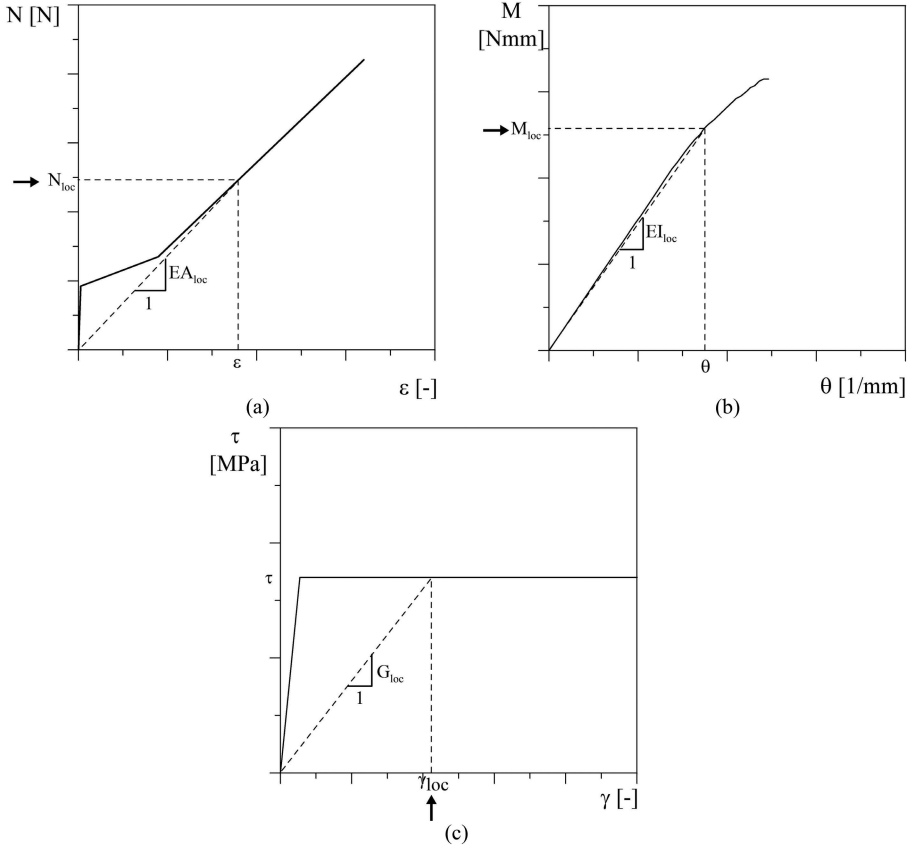 N [N]
N_loc
EA_loc
1
ε
ε [-]
(a)
M
[Nmm]
M_loc
EI_loc
1
θ
θ [1/mm]
(b)
τ
[MPa]
τ
G_loc
1
γ_loc
γ [-]
(c)